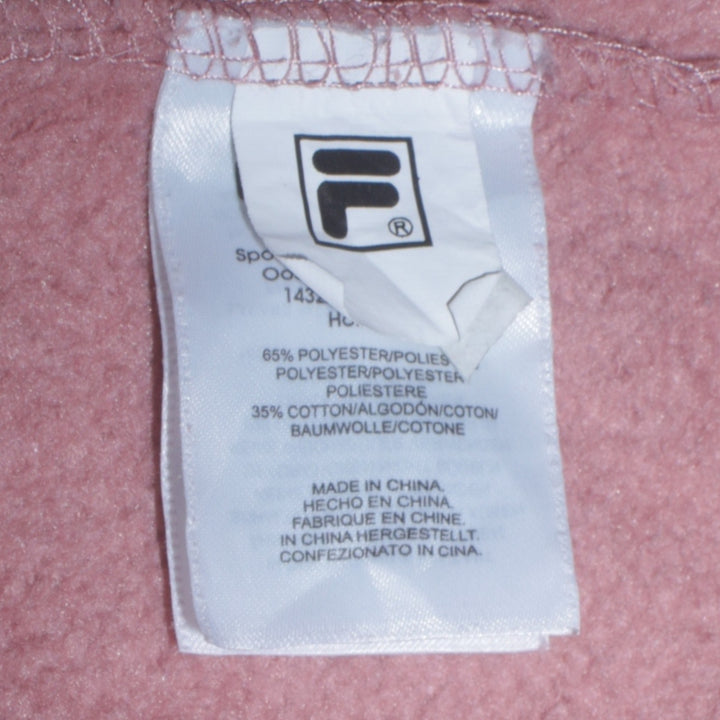 F
®
65% POLYESTER/POLIES
POLYESTER/POLYESTER
POLIESTERE
35% COTTON/ALGODÓN/COTON/
BAUMWOLLE/COTONE
MADE IN CHINA.
HECHO EN CHINA.
FABRIQUE EN CHINE.
IN CHINA HERGESTELLT.
CONFEZIONATO IN CINA.